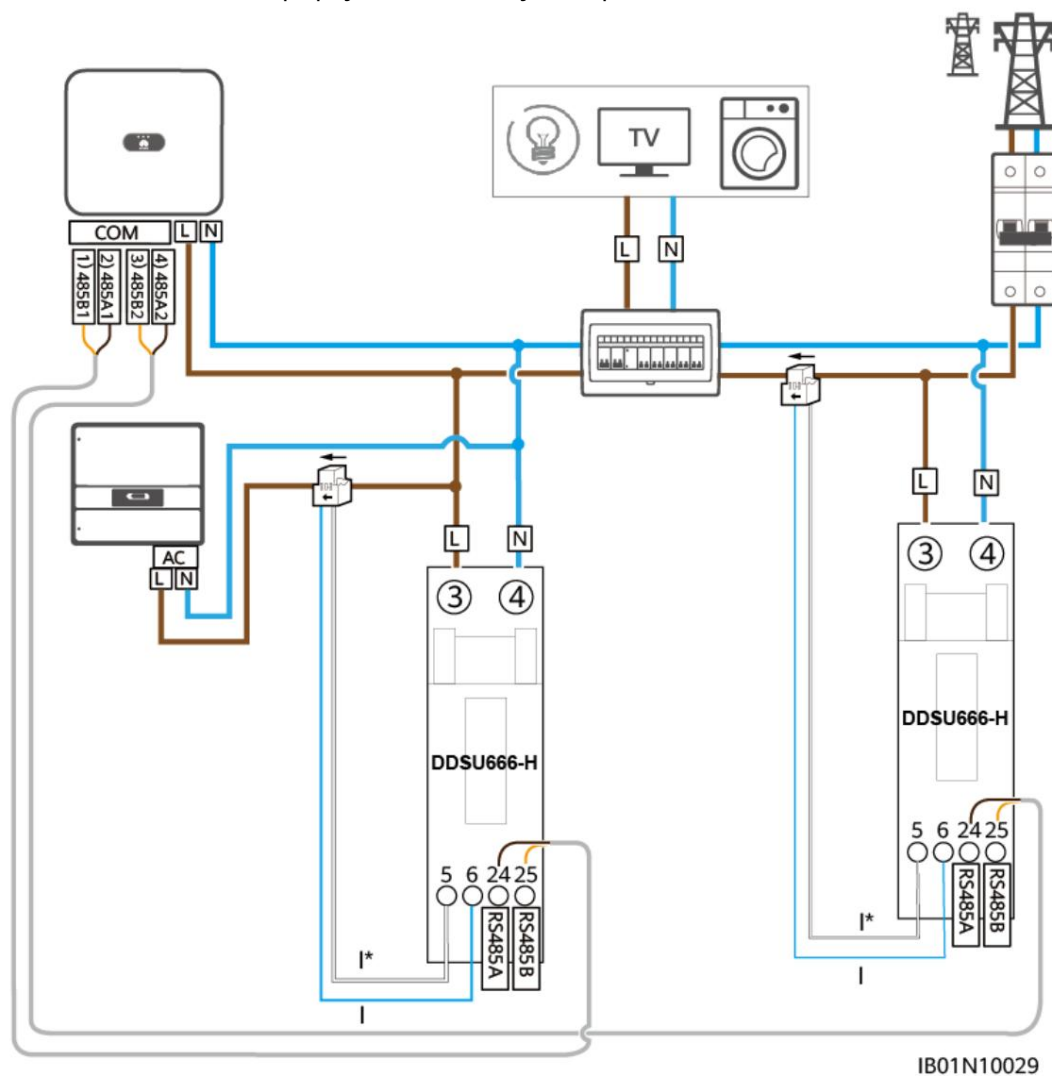 TV
COM
L
N
1) 485B1
2) 485A1
3) 485B2
4) 485A2
L
N
AC
L
N
L
N
L
N
3
4
3
4
DDSU666-H
DDSU666-H
5 6 24 25
RS485A
RS485B
5 6 24 25
RS485A
RS485B
I*
I
I*
I
IB01N10029